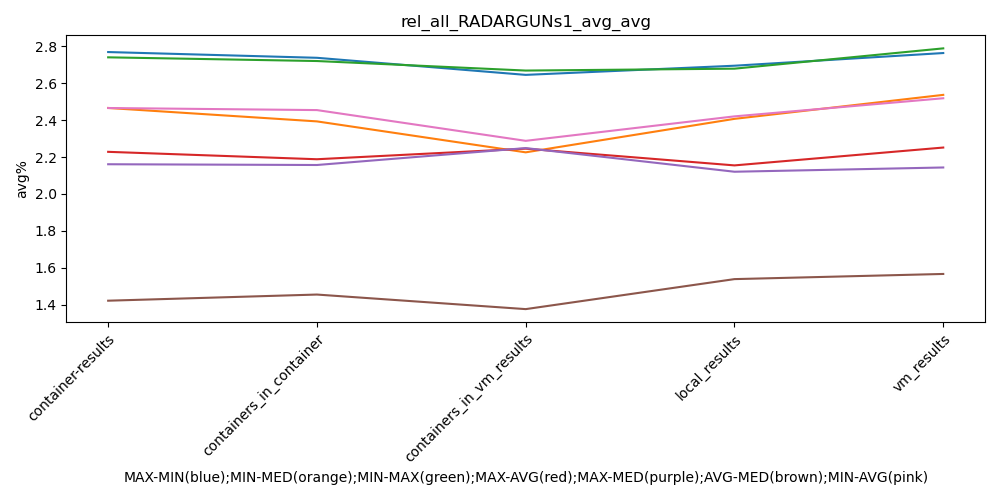 rel_all_RADARGUNs1_avg_avg
avg%
2.8
2.6
2.4
2.2
2.0
1.8
1.6
1.4
container-results
containers_in_container
containers_in_vm_results
local_results
vm_results
MAX-MIN(blue);MIN-MED(orange);MIN-MAX(green);MAX-AVG(red);MAX-MED(purple);AVG-MED(brown);MIN-AVG(pink)